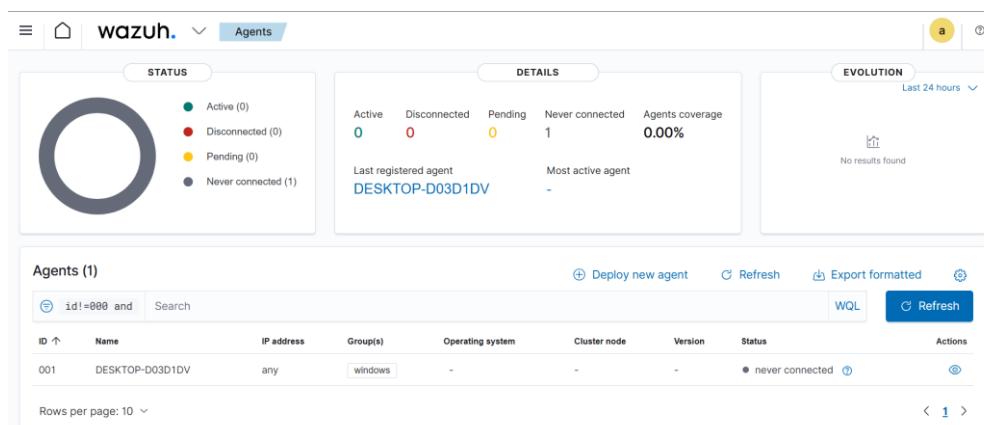 wazuh. Agents a
STATUS
Active (0)
Disconnected (0)
Pending (0)
Never connected (1)
DETAILS
Active Disconnected Pending Never connected Agents coverage
0 0 0 1 0.00%
Last registered agent Most active agent
DESKTOP-D03D1DV -
EVOLUTION
Last 24 hours
No results found
Agents (1) Deploy new agent Refresh Export formatted
id!=000 and Search WQL Refresh
ID Name IP address Group(s) Operating system Cluster node Version Status Actions
001 DESKTOP-D03D1DV any windows - - - never connected
Rows per page: 10 < 1 >